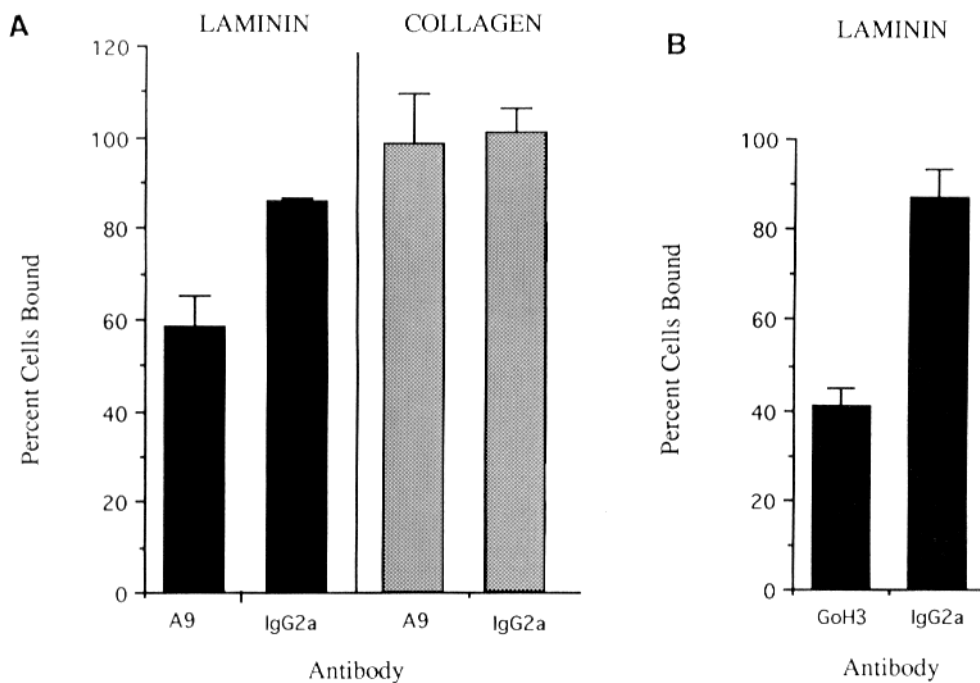 A
LAMININ COLLAGEN
120
100
80
60
40
20
0
Percent Cells Bound
A9 IgG2a A9 IgG2a
Antibody
B
LAMININ
100
80
60
40
20
0
Percent Cells Bound
GoH3 IgG2a
Antibody